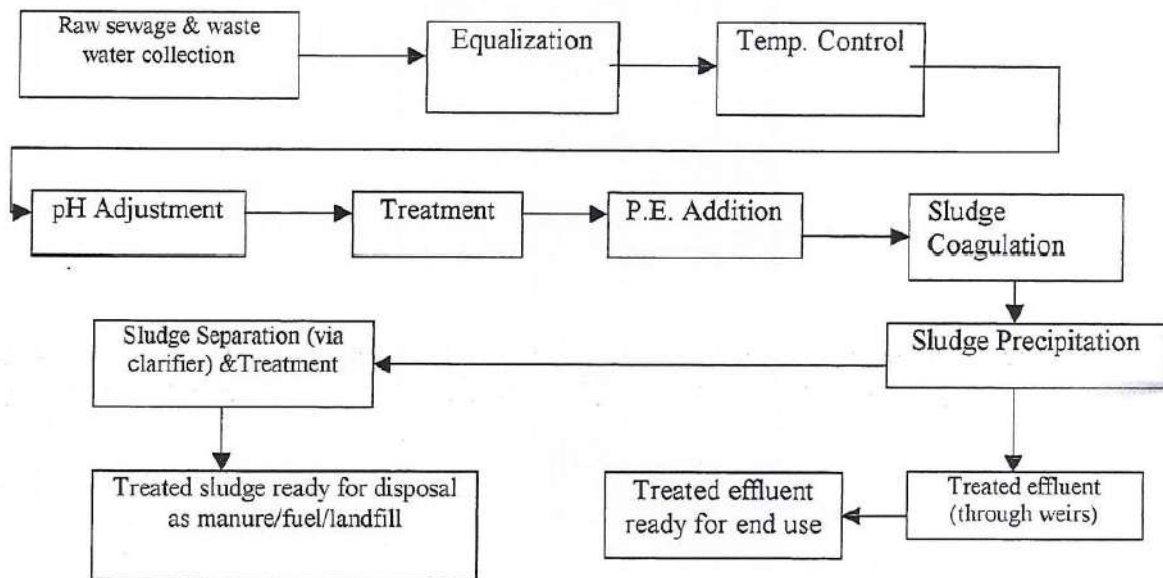 Raw sewage & waste
water collection
Equalization
Temp. Control
pH Adjustment
Treatment
P.E. Addition
Sludge
Coagulation
Sludge Precipitation
Sludge Separation (via
clarifier) &Treatment
Treated sludge ready for disposal
as manure/fuel/landfill
Treated effluent
(through weirs)
Treated effluent
ready for end use